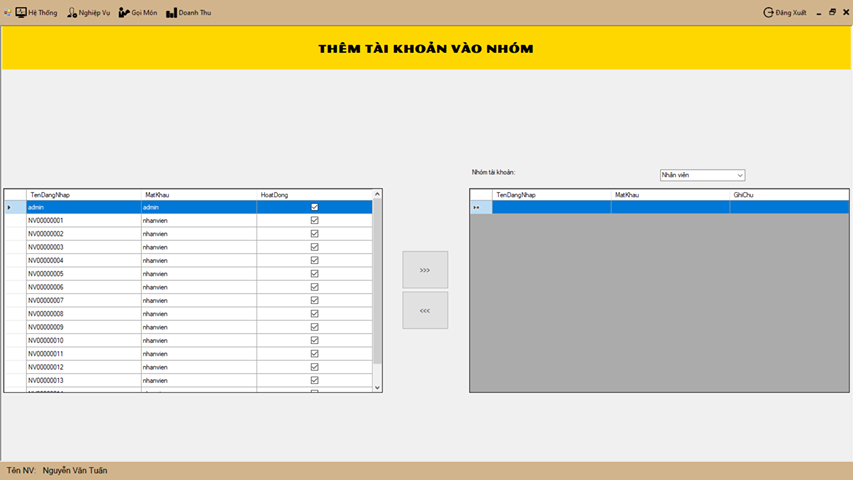 Hệ Thống Nghiệp Vụ Gọi Món Doanh Thu Đăng Xuất
THÊM TÀI KHOẢN VÀO NHÓM
Nhóm tài khoản: Nhân viên
TenDangNhap MatKhau HoatDong
admin admin
NV00000001 nhanvien
NV00000002 nhanvien
NV00000003 nhanvien
NV00000004 nhanvien
NV00000005 nhanvien
NV00000006 nhanvien
NV00000007 nhanvien
NV00000008 nhanvien
NV00000009 nhanvien
NV00000010 nhanvien
NV00000011 nhanvien
NV00000012 nhanvien
NV00000013 nhanvien
>>>
<<<
TenDangNhap MatKhau GhiChu
Tên NV: Nguyễn Văn Tuấn